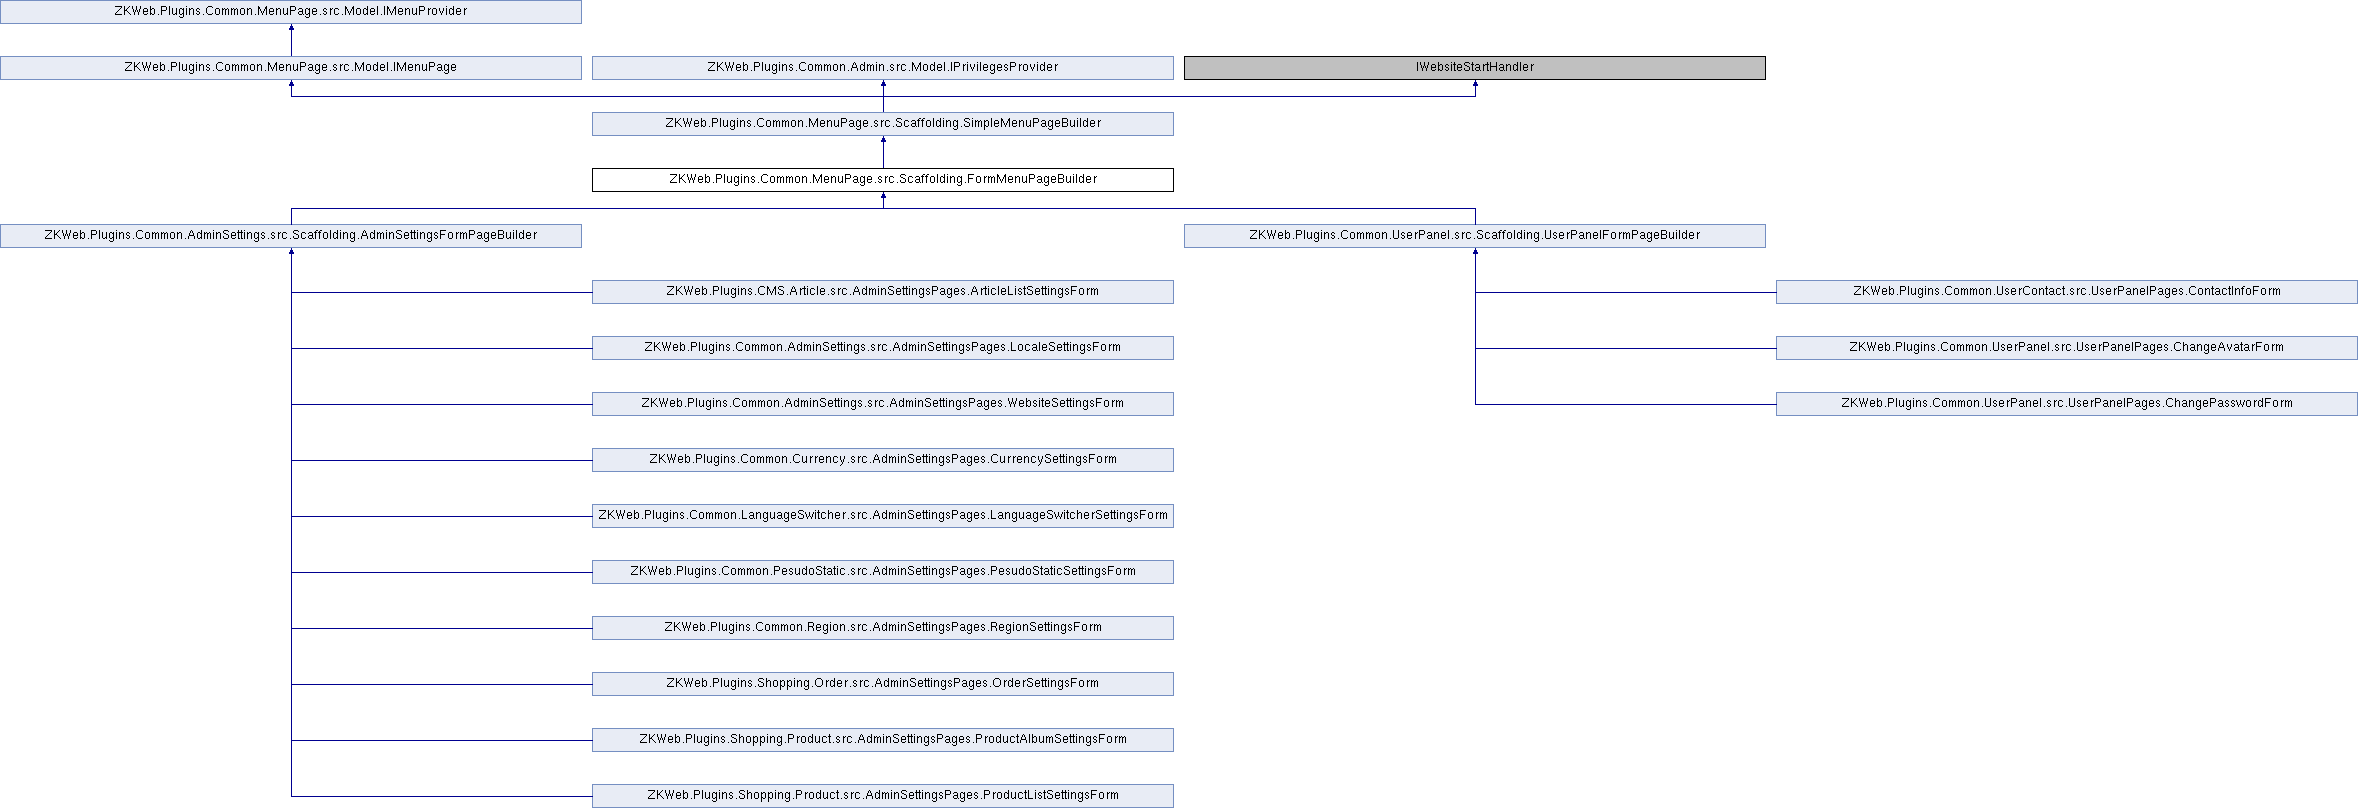 ZKWeb.Plugins.Common.MenuPage.src.Model.IMenuProvider
ZKWeb.Plugins.Common.MenuPage.src.Model.IMenuPage
ZKWeb.Plugins.Common.Admin.src.Model.IPrivilegesProvider
IWebsiteStartHandler
ZKWeb.Plugins.Common.MenuPage.src.Scaffolding.SimpleMenuPageBuilder
ZKWeb.Plugins.Common.MenuPage.src.Scaffolding.FormMenuPageBuilder
ZKWeb.Plugins.Common.AdminSettings.src.Scaffolding.AdminSettingsFormPageBuilder
ZKWeb.Plugins.Common.UserPanel.src.Scaffolding.UserPanelFormPageBuilder
ZKWeb.Plugins.CMS.Article.src.AdminSettingsPages.ArticleListSettingsForm
ZKWeb.Plugins.Common.UserContact.src.UserPanelPages.ContactInfoForm
ZKWeb.Plugins.Common.AdminSettings.src.AdminSettingsPages.LocaleSettingsForm
ZKWeb.Plugins.Common.UserPanel.src.UserPanelPages.ChangeAvatarForm
ZKWeb.Plugins.Common.AdminSettings.src.AdminSettingsPages.WebsiteSettingsForm
ZKWeb.Plugins.Common.UserPanel.src.UserPanelPages.ChangePasswordForm
ZKWeb.Plugins.Common.Currency.src.AdminSettingsPages.CurrencySettingsForm
ZKWeb.Plugins.Common.LanguageSwitcher.src.AdminSettingsPages.LanguageSwitcherSettingsForm
ZKWeb.Plugins.Common.PesudoStatic.src.AdminSettingsPages.PesudoStaticSettingsForm
ZKWeb.Plugins.Common.Region.src.AdminSettingsPages.RegionSettingsForm
ZKWeb.Plugins.Shopping.Order.src.AdminSettingsPages.OrderSettingsForm
ZKWeb.Plugins.Shopping.Product.src.AdminSettingsPages.ProductAlbumSettingsForm
ZKWeb.Plugins.Shopping.Product.src.AdminSettingsPages.ProductListSettingsForm